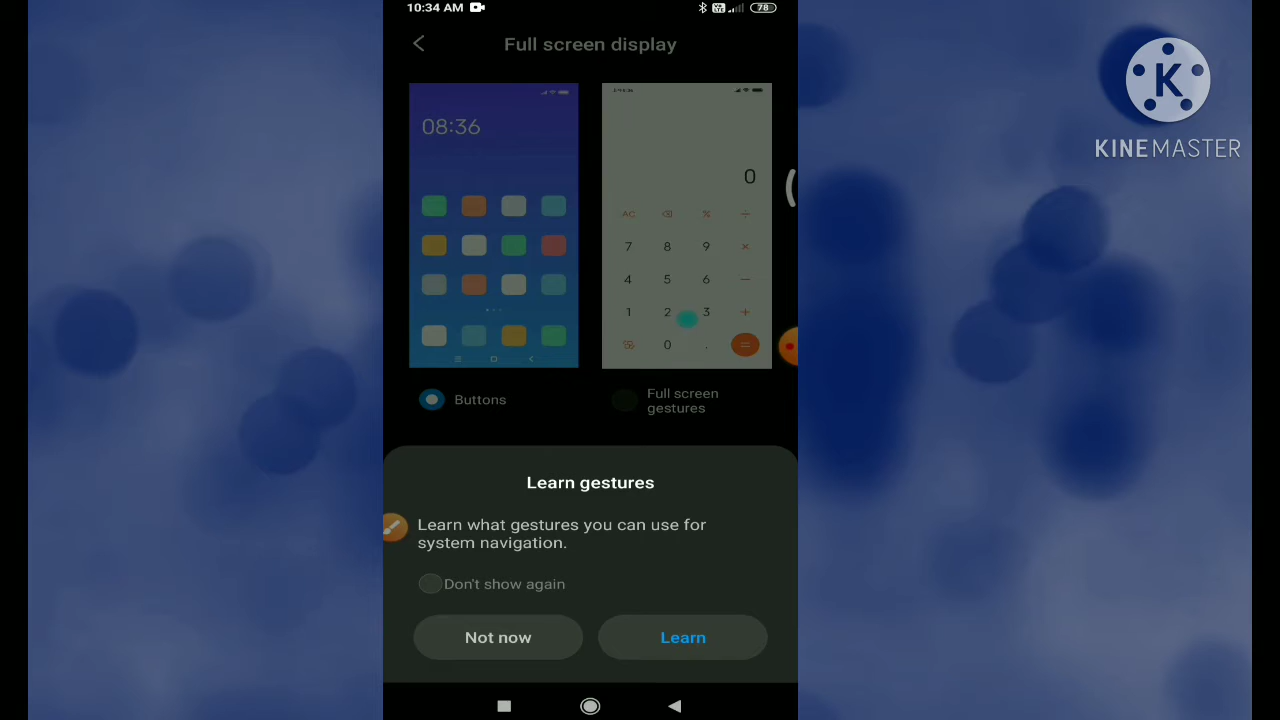 10:34 AM
78
Full screen display
KINEMASTER
K
08:36
0
AC % ÷
7 8 9 ×
4 5 6 −
1 2 3 +
0 . =
Buttons
Full screen
gestures
Learn gestures
Learn what gestures you can use for
system navigation.
Don't show again
Not now
Learn